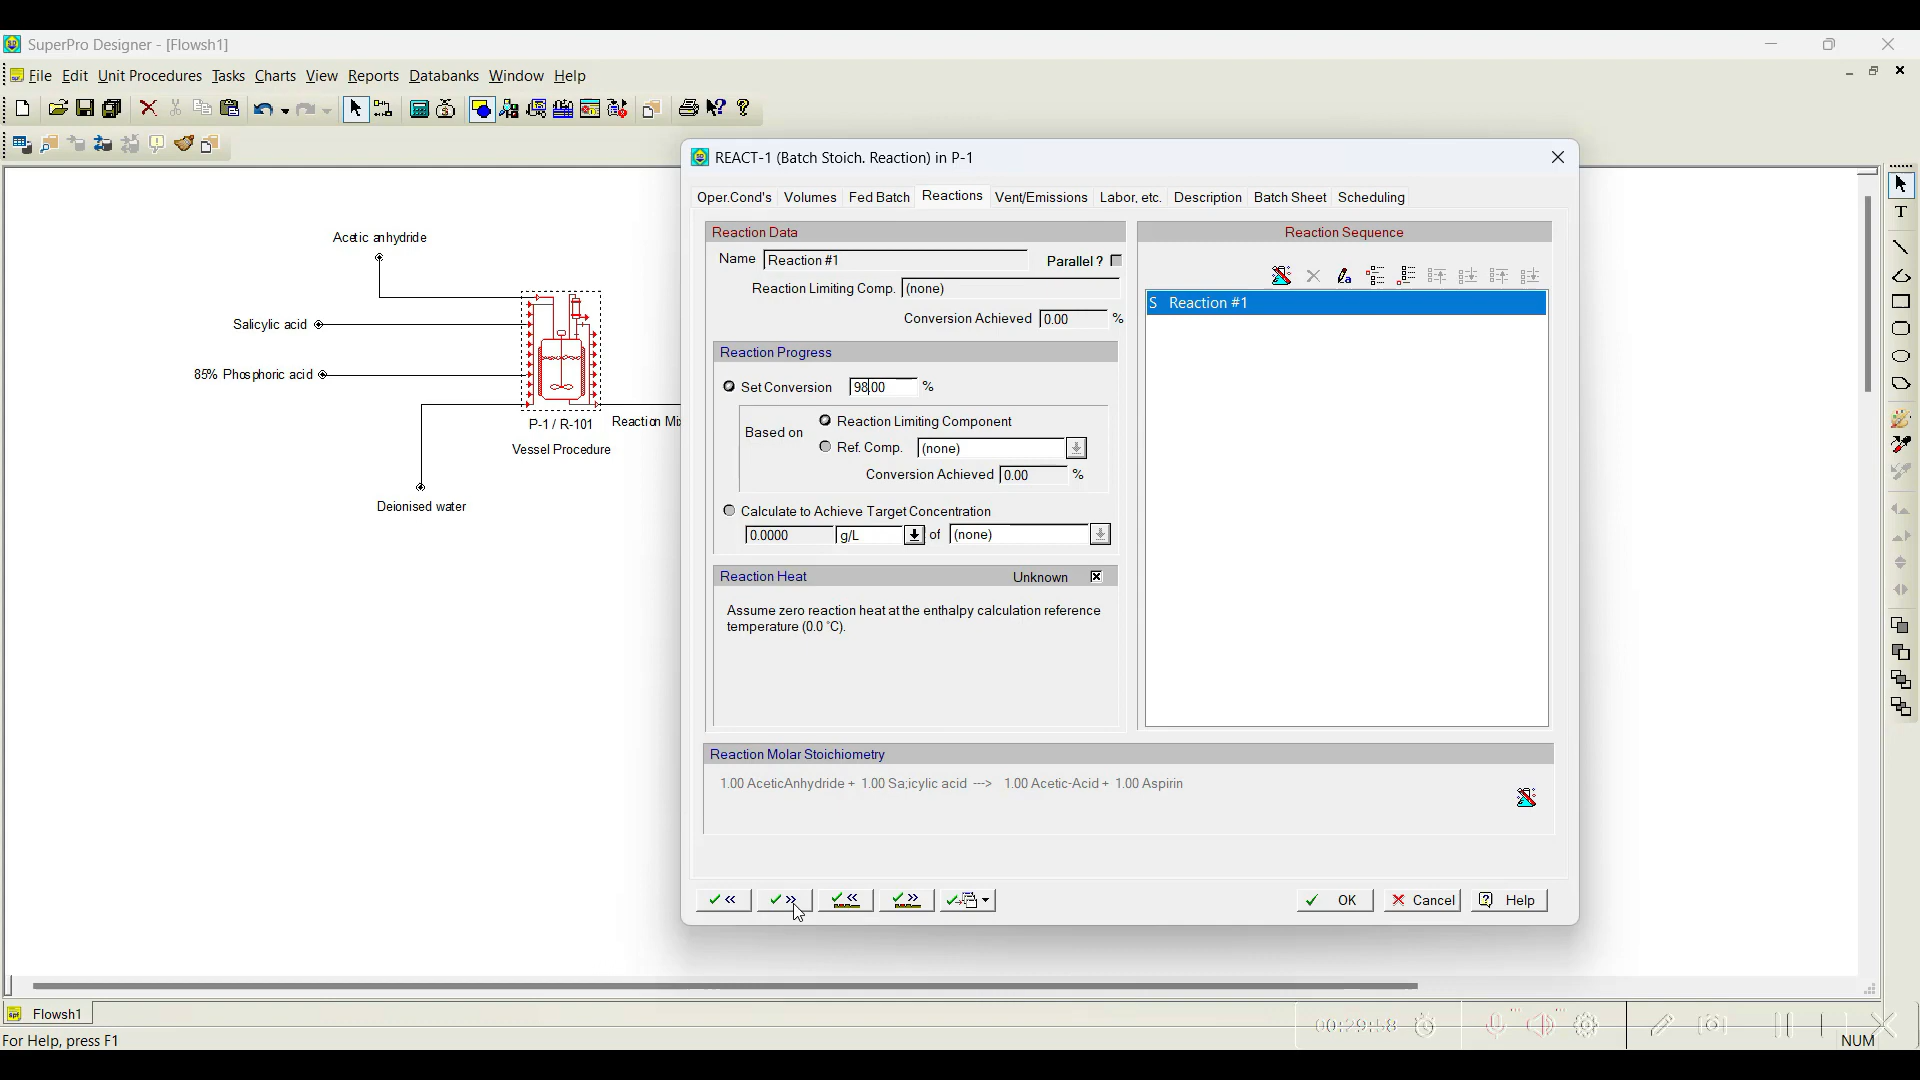 SuperPro Designer - [Flowsh1]
File Edit Unit Procedures Tasks Charts View Reports Databanks Window Help
REACT-1 (Batch Stoich. Reaction) in P-1
Oper.Cond's Volumes Fed Batch Reactions Vent/Emissions Labor, etc. Description Batch Sheet Scheduling
Acetic anhydride
Salicylic acid
85% Phosphoric acid
P-1 / R-101
Reaction Mi
Vessel Procedure
Deionised water
Reaction Data
Name Reaction #1 Parallel ?
Reaction Limiting Comp. (none)
Conversion Achieved 0.00 %
Reaction Progress
Set Conversion 98.00 %
Based on
Reaction Limiting Component
Ref. Comp. (none)
Conversion Achieved 0.00 %
Calculate to Achieve Target Concentration
0.0000 g/L of (none)
Reaction Heat Unknown
Assume zero reaction heat at the enthalpy calculation reference
temperature (0.0 °C).
Reaction Sequence
S Reaction #1
Reaction Molar Stoichiometry
1.00 AceticAnhydride + 1.00 Sa;icylic acid ---> 1.00 Acetic-Acid + 1.00 Aspirin
OK Cancel Help
T
Flowsh1
00:29:58
For Help, press F1
NUM